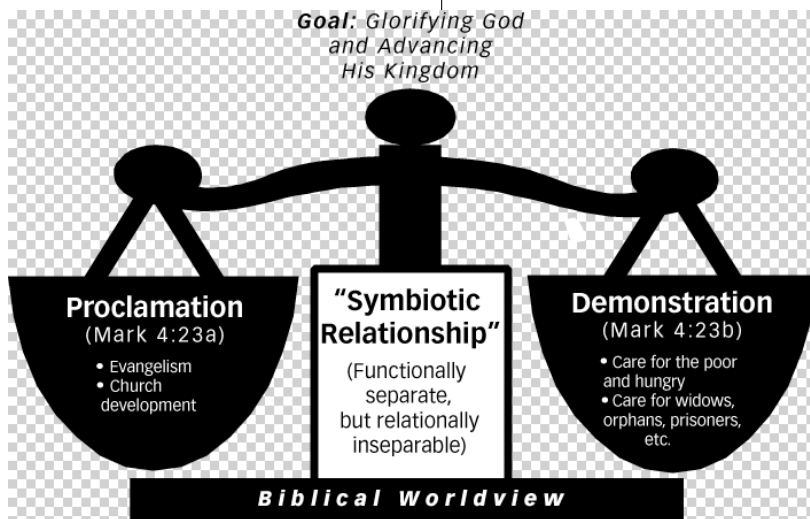 Goal: Glorifying God
and Advancing
His Kingdom
Proclamation
(Mark 4:23a)
• Evangelism
• Church
development
“Symbiotic
Relationship”
(Functionally
separate,
but relationally
inseparable)
Demonstration
(Mark 4:23b)
• Care for the poor
and hungry
• Care for widows,
orphans, prisoners,
etc.
Biblical Worldview